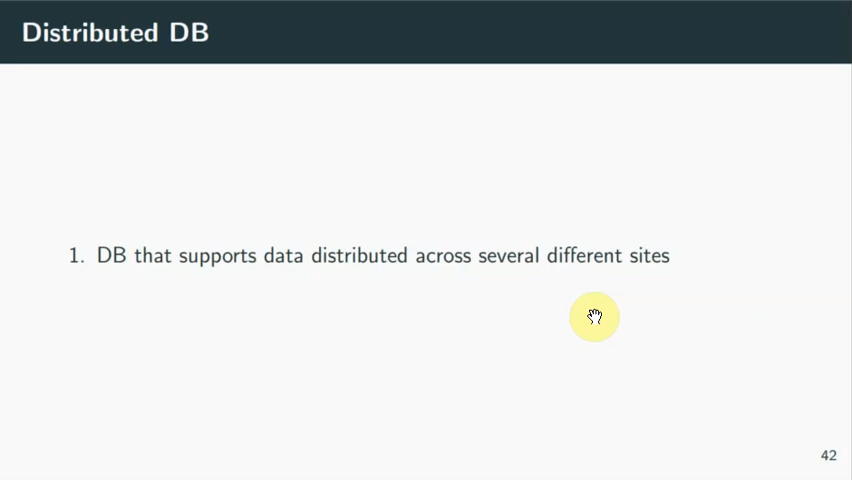 Distributed DB
1. DB that supports data distributed across several different sites
42